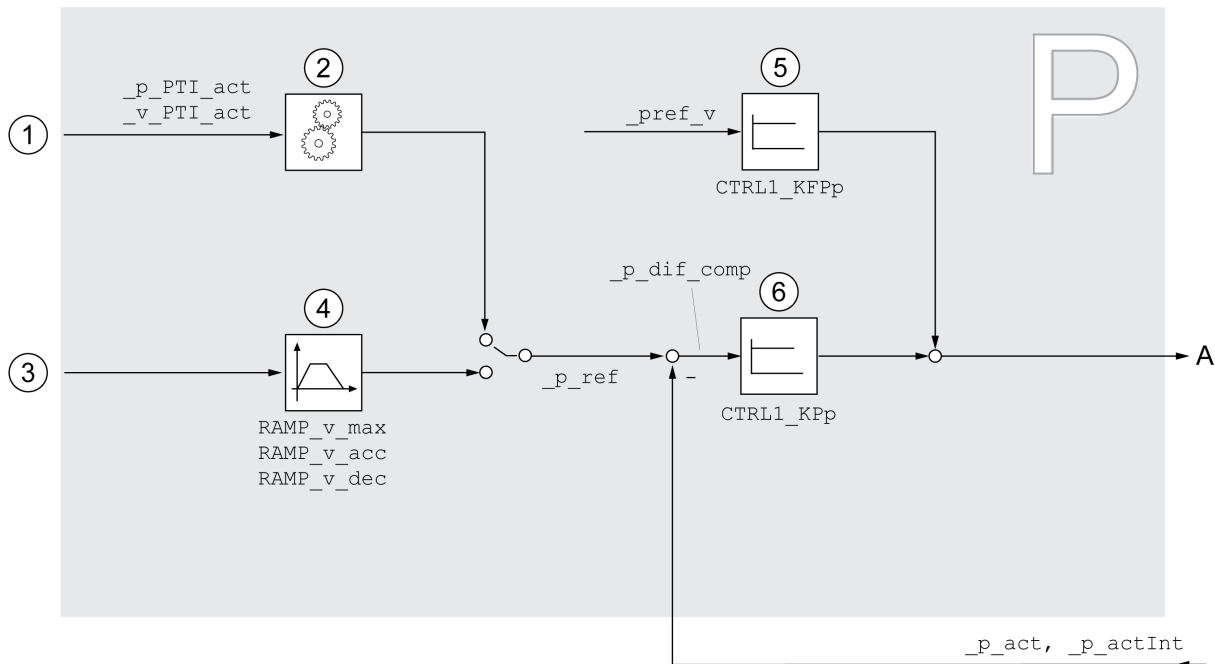 P
2
5
_p_PTI_act
_v_PTI_act
_pref_v
1
CTRL1_KFPp
_p_dif_comp
4
6
3
_p_ref
-
A
CTRL1_KPp
RAMP_v_max
RAMP_v_acc
RAMP_v_dec
_p_act, _p_actInt